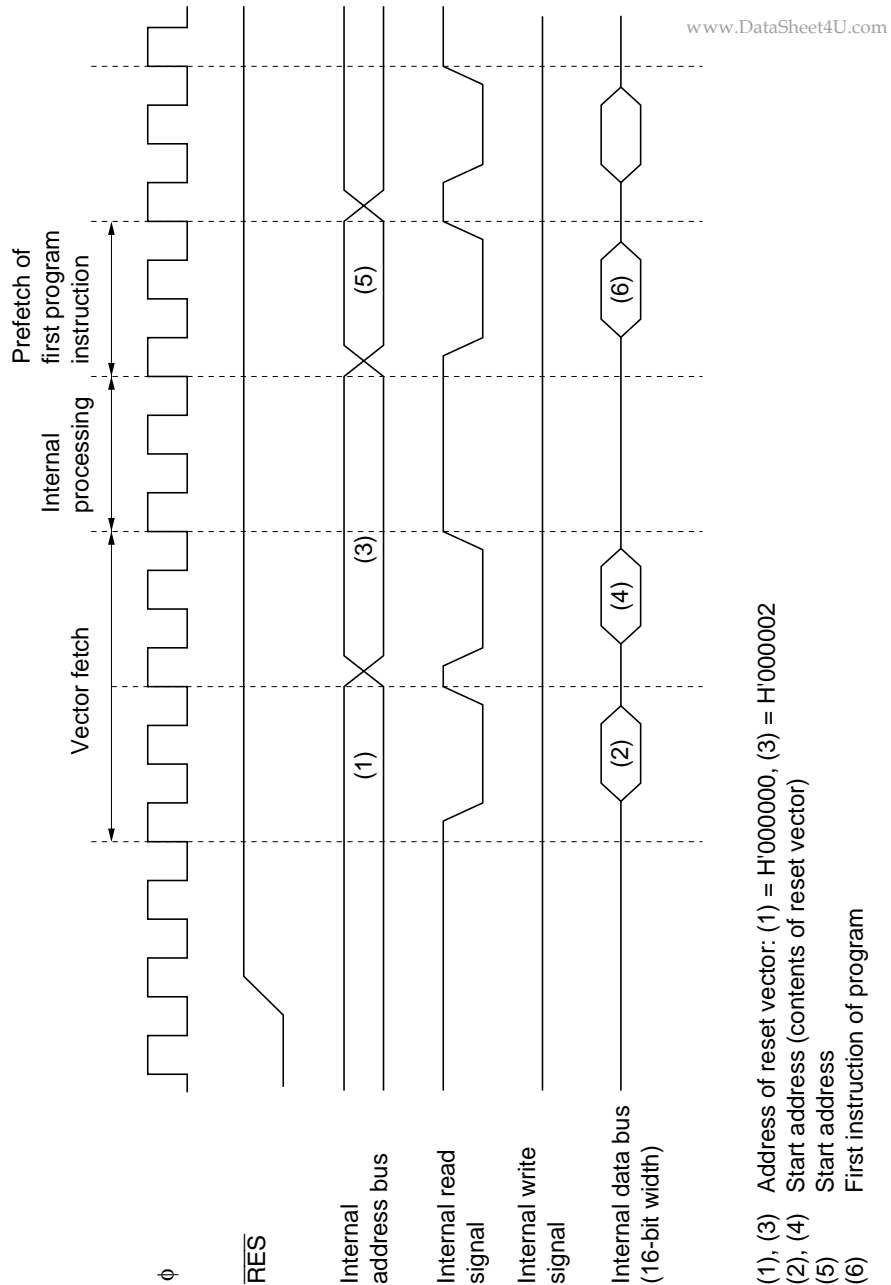 www.DataSheet4U.com
Vector fetch
Internal
processing
Prefetch of
first program
instruction
φ
RES
Internal
address bus
(1)
(3)
(5)
Internal read
signal
Internal write
signal
Internal data bus
(16-bit width)
(2)
(4)
(6)
(1), (3) Address of reset vector: (1) = H'000000, (3) = H'000002
(2), (4) Start address (contents of reset vector)
(5) Start address
(6) First instruction of program